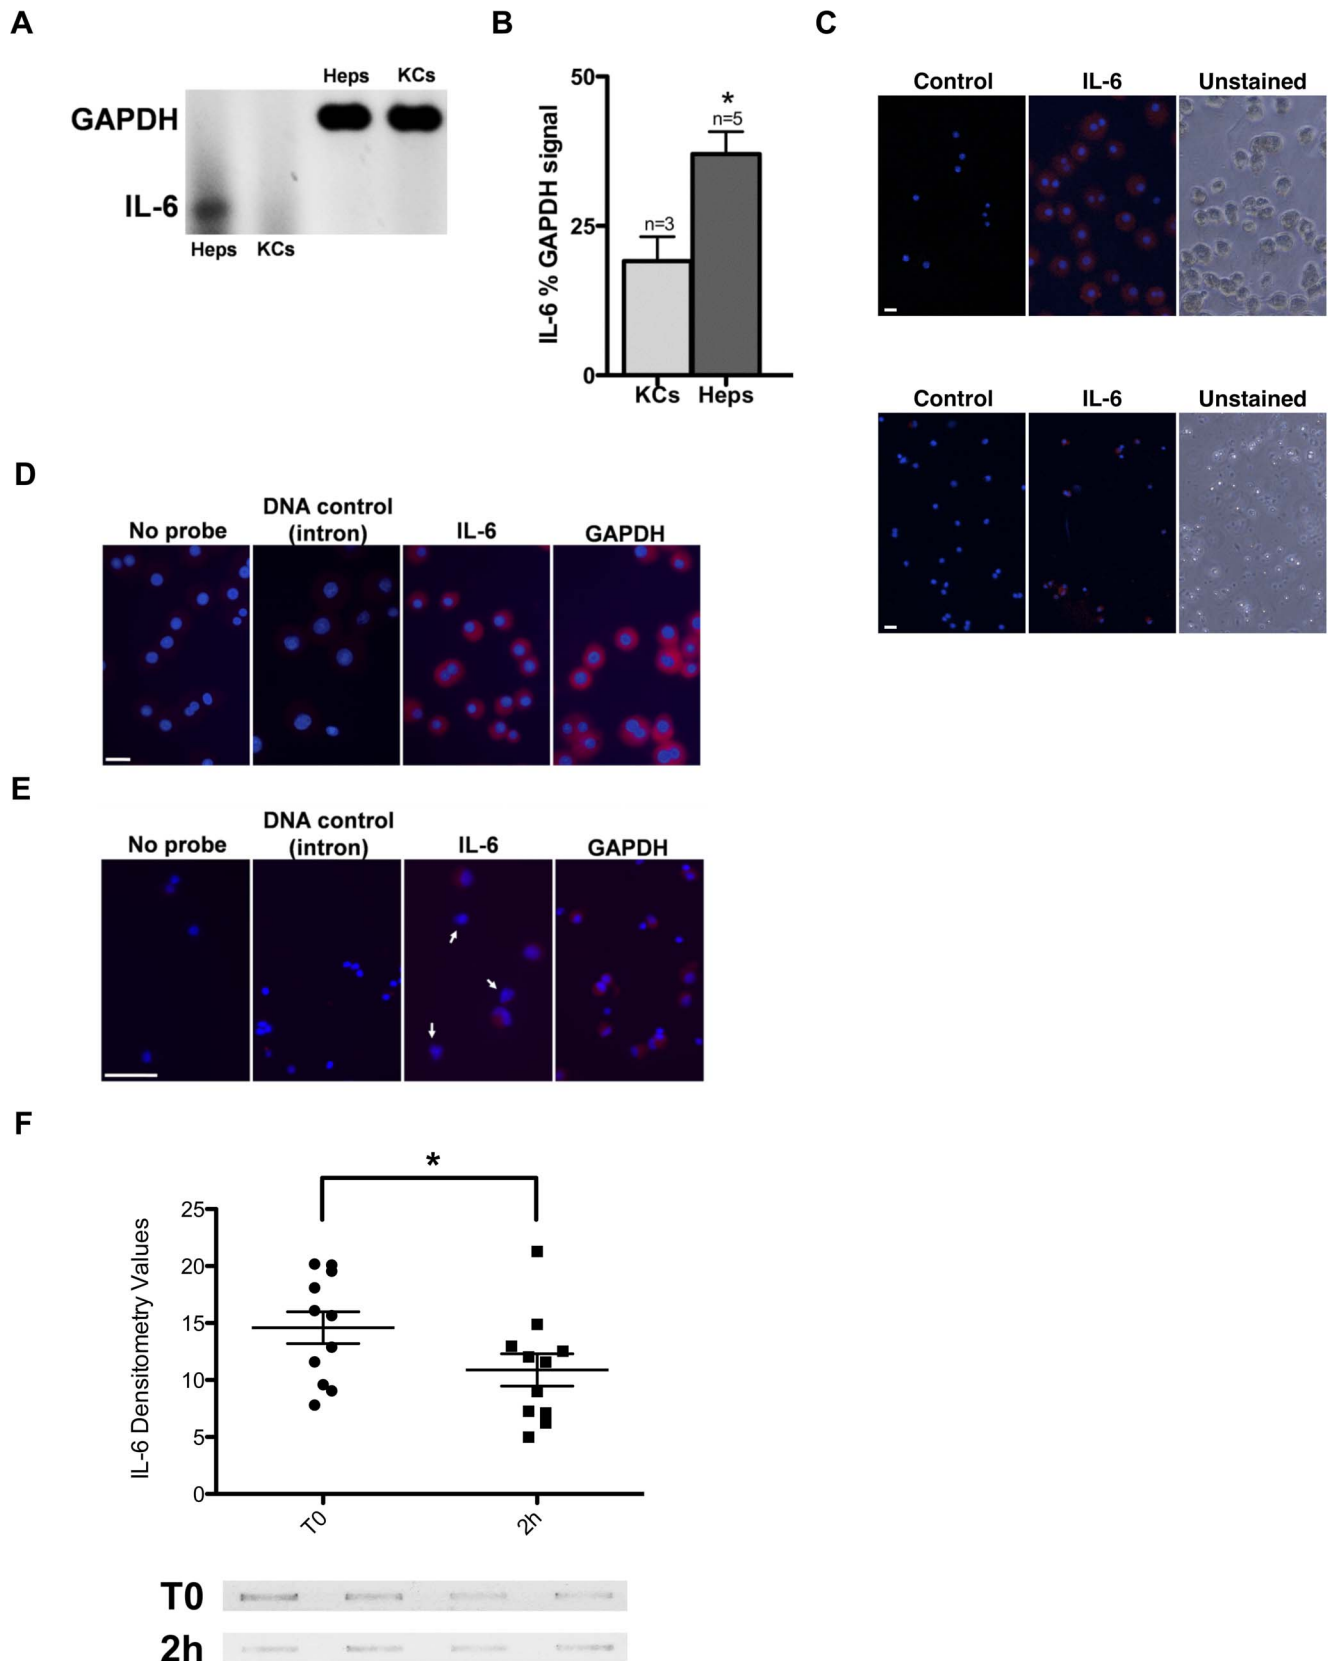 A
Heps KCs
GAPDH
IL-6
Heps KCs
B
50
25
0
IL-6 % GAPDH signal
n=3
*
n=5
KCs Heps
C
Control IL-6 Unstained
Control IL-6 Unstained
D
No probe
DNA control
(intron)
IL-6
GAPDH
E
No probe
DNA control
(intron)
IL-6
GAPDH
F
*
25
20
15
10
5
0
IL-6 Densitometry Values
T0
2h
T0
2h